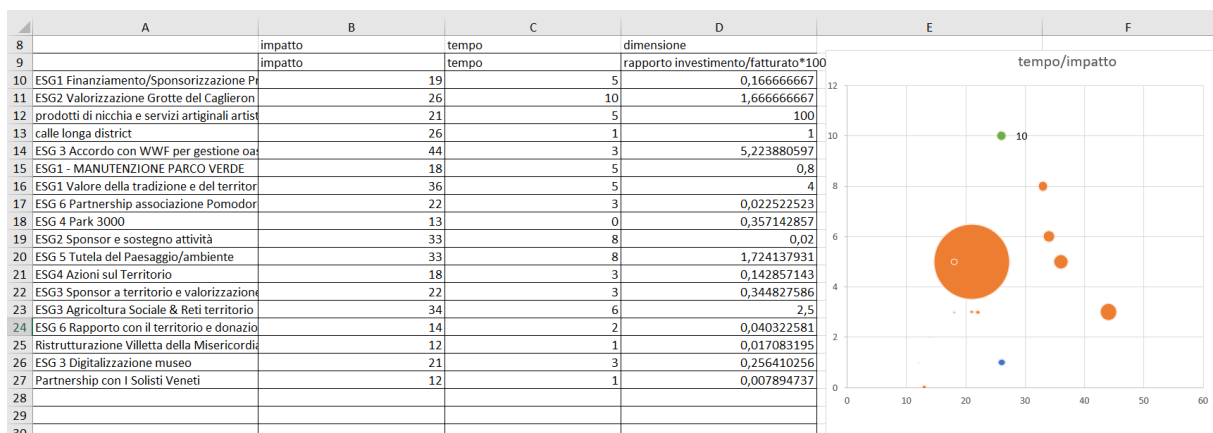 A B C D E F
8 impatto tempo dimensione
9 impatto tempo rapporto investimento/fatturato*100
10 ESG1 Finanziamento/Sponsorizzazione Pr 19 5 0,166666667
11 ESG2 Valorizzazione Grotte del Caglieron 26 10 1,666666667
12 prodotti di nicchia e servizi artiginali artist 21 5 100
13 calle longa district 26 1 1
14 ESG 3 Accordo con WWF per gestione oas 44 3 5,223880597
15 ESG1 - MANUTENZIONE PARCO VERDE 18 5 0,8
16 ESG1 Valore della tradizione e del territor 36 5 4
17 ESG 6 Partnership associazione Pomodor 22 3 0,022522523
18 ESG 4 Park 3000 13 0 0,357142857
19 ESG2 Sponsor e sostegno attività 33 8 0,02
20 ESG 5 Tutela del Paesaggio/ambiente 33 8 1,724137931
21 ESG4 Azioni sul Territorio 18 3 0,142857143
22 ESG3 Sponsor a territorio e valorizzazione 22 3 0,344827586
23 ESG3 Agricoltura Sociale & Reti territorio 34 6 2,5
24 ESG 6 Rapporto con il territorio e donazio 14 2 0,040322581
25 Ristrutturazione Villetta della Misericordia 12 1 0,017083195
26 ESG 3 Digitalizzazione museo 21 3 0,256410256
27 Partnership con I Solisti Veneti 12 1 0,007894737
28
29
30
tempo/impatto
12
10
10
8
6
4
2
0
0 10 20 30 40 50 60